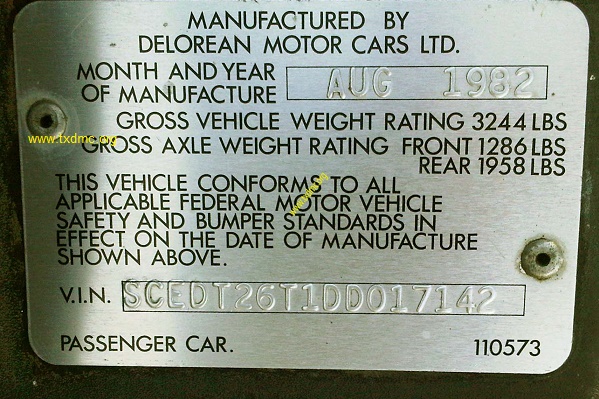 MANUFACTURED BY
DELOREAN MOTOR CARS LTD.
MONTH AND YEAR
OF MANUFACTURE
AUG 1982
GROSS VEHICLE WEIGHT RATING 3244 LBS
www.txdmc.org
GROSS AXLE WEIGHT RATING FRONT 1286 LBS
REAR 1958 LBS
THIS VEHICLE CONFORMS TO ALL
APPLICABLE FEDERAL MOTOR VEHICLE
SAFETY AND BUMPER STANDARDS IN
EFFECT ON THE DATE OF MANUFACTURE
SHOWN ABOVE.
V.I.N. SCEDT26T1DD017142
PASSENGER CAR. 110573